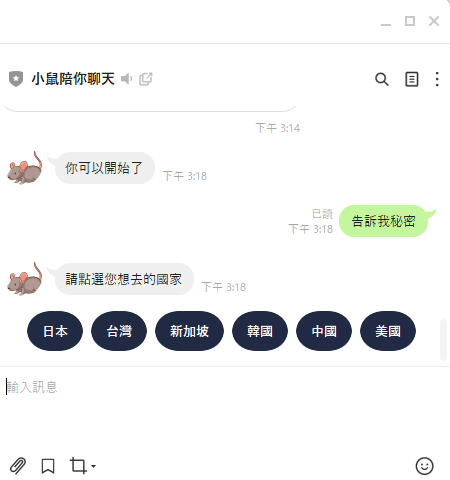 小鼠陪你聊天
下午 3:14
你可以開始了
下午 3:18
已讀
下午 3:18
告訴我秘密
請點選您想去的國家
下午 3:18
日本 台灣 新加坡 韓國 中國 美國
輸入訊息